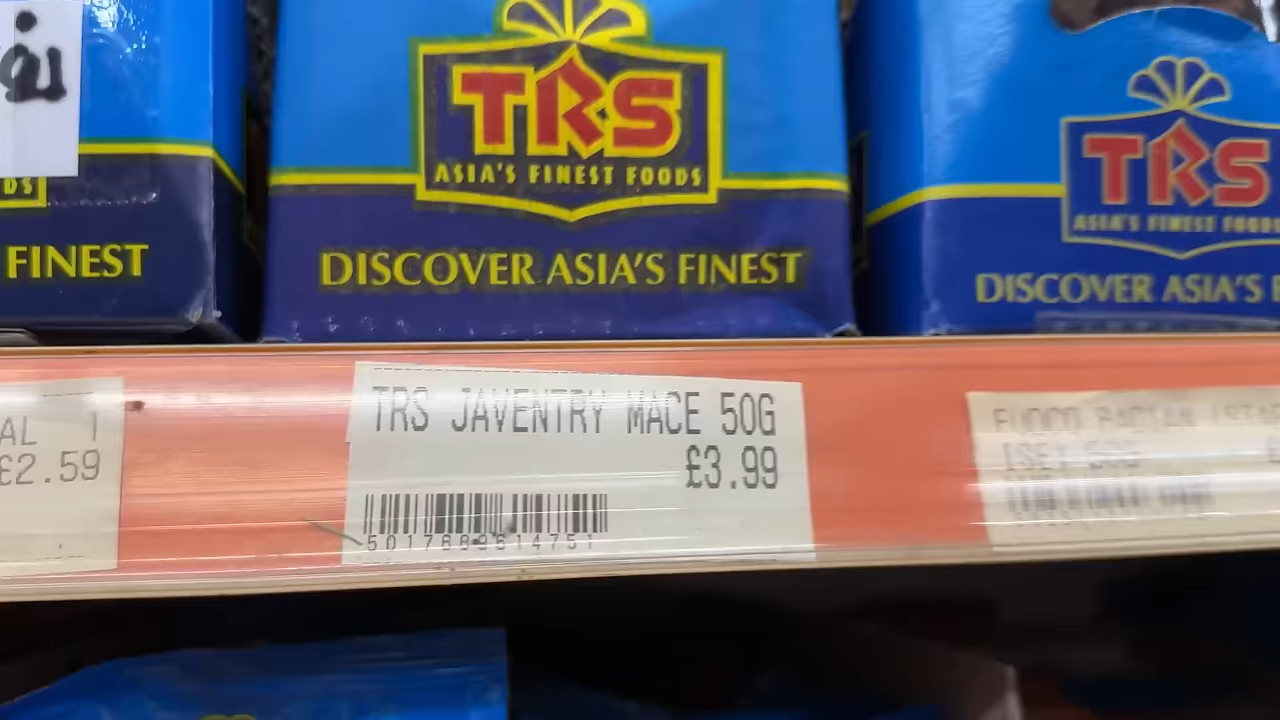 TRS
ASIA'S FINEST FOODS
DISCOVER ASIA'S FINEST
FINEST
TRS
ASIA'S FINEST FOODS
DISCOVER ASIA'S
TRS JAVENTRY MACE 50G
£3.99
AL 1
£2.59
50G